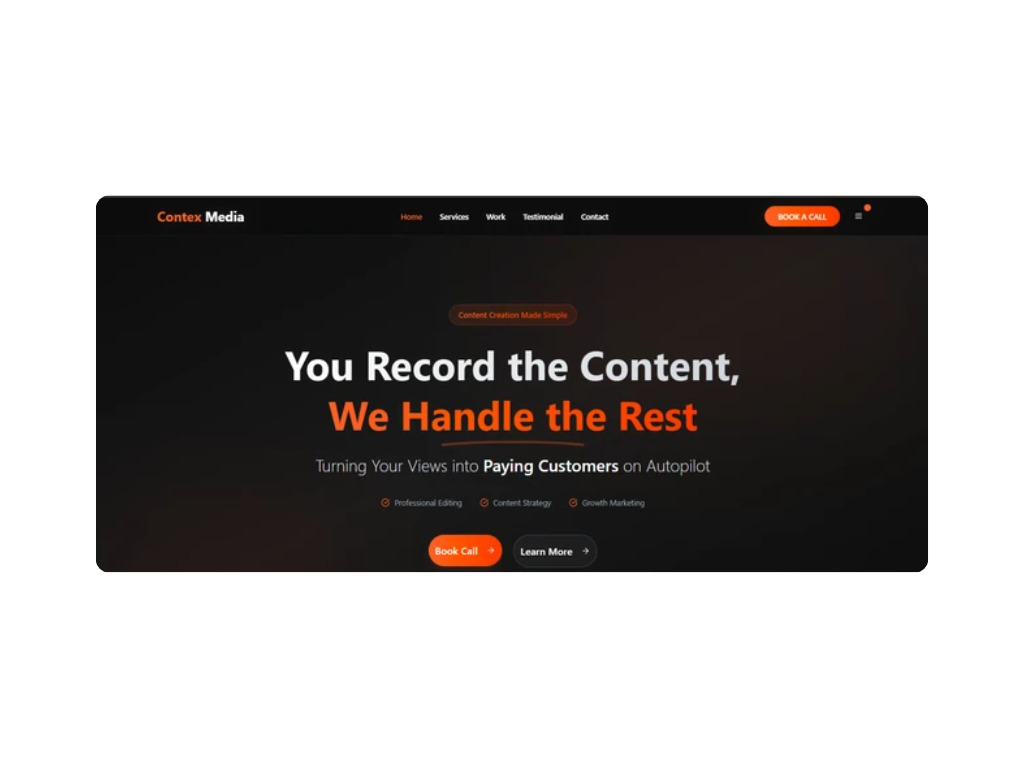 Contex Media Home Services Work Testimonial Contact BOOK A CALL
Content Creation Made Simple
You Record the Content,
We Handle the Rest
Turning Your Views into Paying Customers on Autopilot
Professional Editing Content Strategy Growth Marketing
Book Call → Learn More →